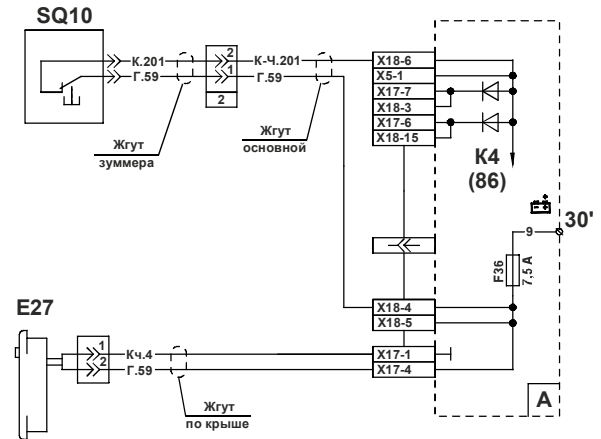 SQ10
К.201
Г.59
2
1
2
К-Ч.201
Г.59
Жгут
зуммера
Жгут
основной
X18-6
X5-1
X17-7
X18-3
X17-6
X18-15
К4
(86)
30'
9
F36
7,5 А
X18-4
X18-5
X17-1
X17-4
E27
1
2
Кч.4
Г.59
Жгут
по крыше
А